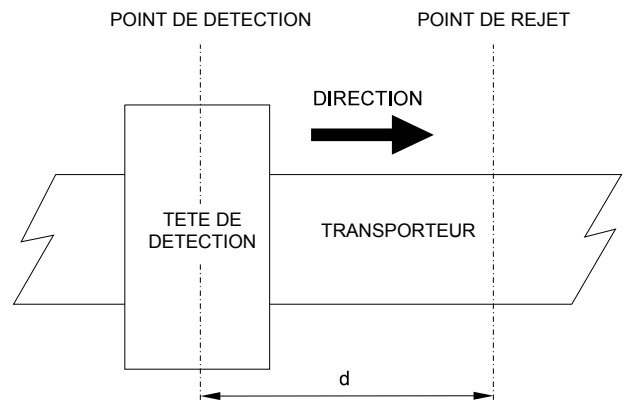 POINT DE DETECTION
POINT DE REJET
DIRECTION
TETE DE
DETECTION
TRANSPORTEUR
d